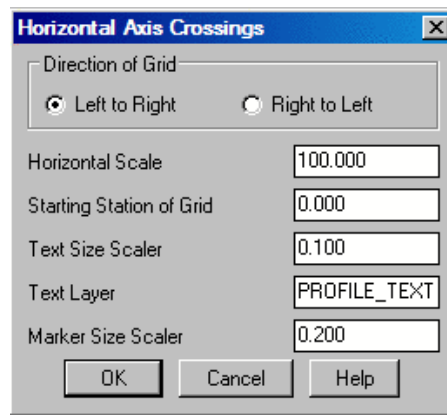 Horizontal Axis Crossings
Direction of Grid
Left to Right Right to Left
Horizontal Scale 100.000
Starting Station of Grid 0.000
Text Size Scaler 0.100
Text Layer PROFILE_TEXT
Marker Size Scaler 0.200
OK Cancel Help